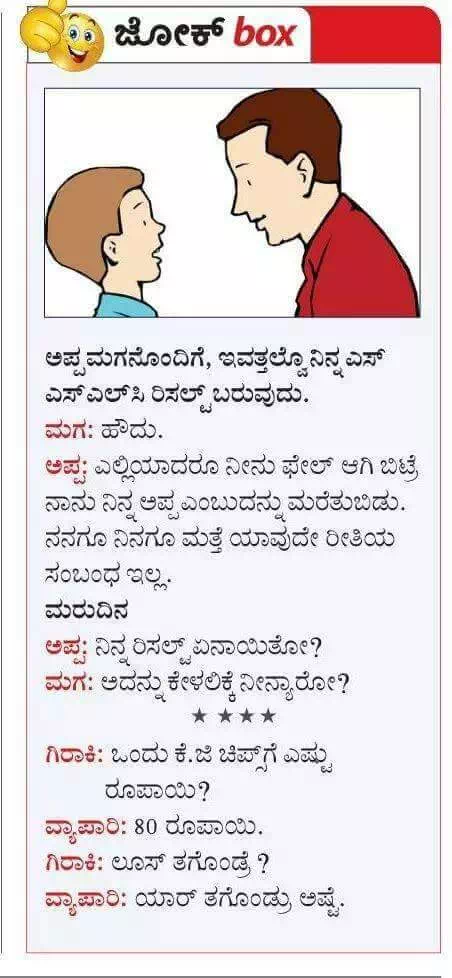 ಜೋಕ್ box
ಅಪ್ಪ ಮಗನೊಂದಿಗೆ, ಇವತ್ತಲ್ವೊ ನಿನ್ನ ಎಸ್
ಎಸ್ಎಲ್‌ಸಿ ರಿಸಲ್ಟ್ ಬರುವುದು.
ಮಗ: ಹೌದು.
ಅಪ್ಪ: ಎಲ್ಲಿಯಾದರೂ ನೀನು ಫೇಲ್ ಆಗಿ ಬಿಟ್ರೆ
ನಾನು ನಿನ್ನ ಅಪ್ಪ ಎಂಬುದನ್ನು ಮರೆತುಬಿಡು.
ನನಗೂ ನಿನಗೂ ಮತ್ತೆ ಯಾವುದೇ ರೀತಿಯ
ಸಂಬಂಧ ಇಲ್ಲ.
ಮರುದಿನ
ಅಪ್ಪ: ನಿನ್ನ ರಿಸಲ್ಟ್ ಏನಾಯಿತೋ?
ಮಗ: ಅದನ್ನು ಕೇಳಲಿಕ್ಕೆ ನೀನ್ಯಾರೋ?
★ ★ ★ ★
ಗಿರಾಕಿ: ಒಂದು ಕೆ.ಜಿ ಚಿಪ್ಸ್‌ಗೆ ಎಷ್ಟು
ರೂಪಾಯಿ?
ವ್ಯಾಪಾರಿ: 80 ರೂಪಾಯಿ.
ಗಿರಾಕಿ: ಲೂಸ್ ತಗೊಂಡ್ರೆ ?
ವ್ಯಾಪಾರಿ: ಯಾರ್ ತಗೊಂಡ್ರು ಅಷ್ಟೆ.